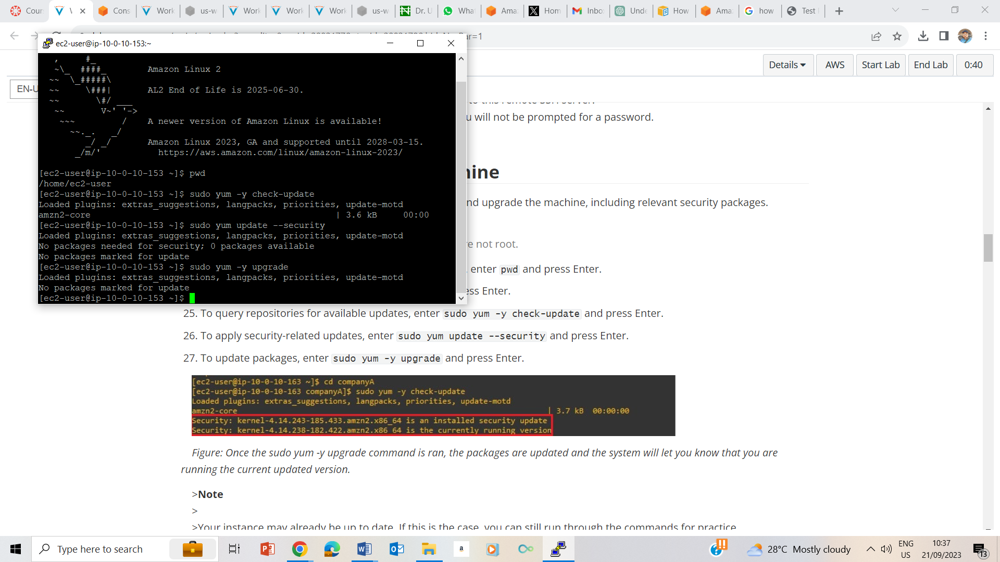 Cour
Cons
Work
us-w
Work
Work
Work
us-w
Dr. U
What
Ama
Hom
Inbo
Unde
How
Ama
how
Test
ec2-user@ip-10-0-10-153:~
Bar=1
Details
AWS
Start Lab
End Lab
0:40
EN-U
, #_
~\_ ####_ Amazon Linux 2
~~ \_#####\
~~ \###| AL2 End of Life is 2025-06-30.
~~ \#/ ___
~~ V~' '->
~~~ / A newer version of Amazon Linux is available!
~~._. _/
_/ _/ Amazon Linux 2023, GA and supported until 2028-03-15.
_/m/' https://aws.amazon.com/linux/amazon-linux-2023/
[ec2-user@ip-10-0-10-153 ~]$ pwd
/home/ec2-user
[ec2-user@ip-10-0-10-153 ~]$ sudo yum -y check-update
Loaded plugins: extras_suggestions, langpacks, priorities, update-motd
amzn2-core | 3.6 kB 00:00
[ec2-user@ip-10-0-10-153 ~]$ sudo yum update --security
Loaded plugins: extras_suggestions, langpacks, priorities, update-motd
No packages needed for security; 0 packages available
No packages marked for update
[ec2-user@ip-10-0-10-153 ~]$ sudo yum -y upgrade
Loaded plugins: extras_suggestions, langpacks, priorities, update-motd
No packages marked for update
[ec2-user@ip-10-0-10-153 ~]$
to this remote SSH server.
u will not be prompted for a password.
hine
nd upgrade the machine, including relevant security packages.
re not root.
, enter pwd and press Enter.
ess Enter.
25. To query repositories for available updates, enter sudo yum -y check-update and press Enter.
26. To apply security-related updates, enter sudo yum update --security and press Enter.
27. To update packages, enter sudo yum -y upgrade and press Enter.
[ec2-user@ip-10-0-10-163 ~]$ cd companyA
[ec2-user@ip-10-0-10-163 companyA]$ sudo yum -y check-update
Loaded plugins: extras_suggestions, langpacks, priorities, update-motd
amzn2-core | 3.7 kB 00:00:00
Security: kernel-4.14.243-185.433.amzn2.x86_64 is an installed security update
Security: kernel-4.14.238-182.422.amzn2.x86_64 is the currently running version
Figure: Once the sudo yum -y upgrade command is ran, the packages are updated and the system will let you know that you are
running the current updated version.
>Note
>
>Your instance may already be up to date. If this is the case, you can still run through the commands for practice
Type here to search
a
28°C Mostly cloudy
ENG
US
10:37
21/09/2023
13